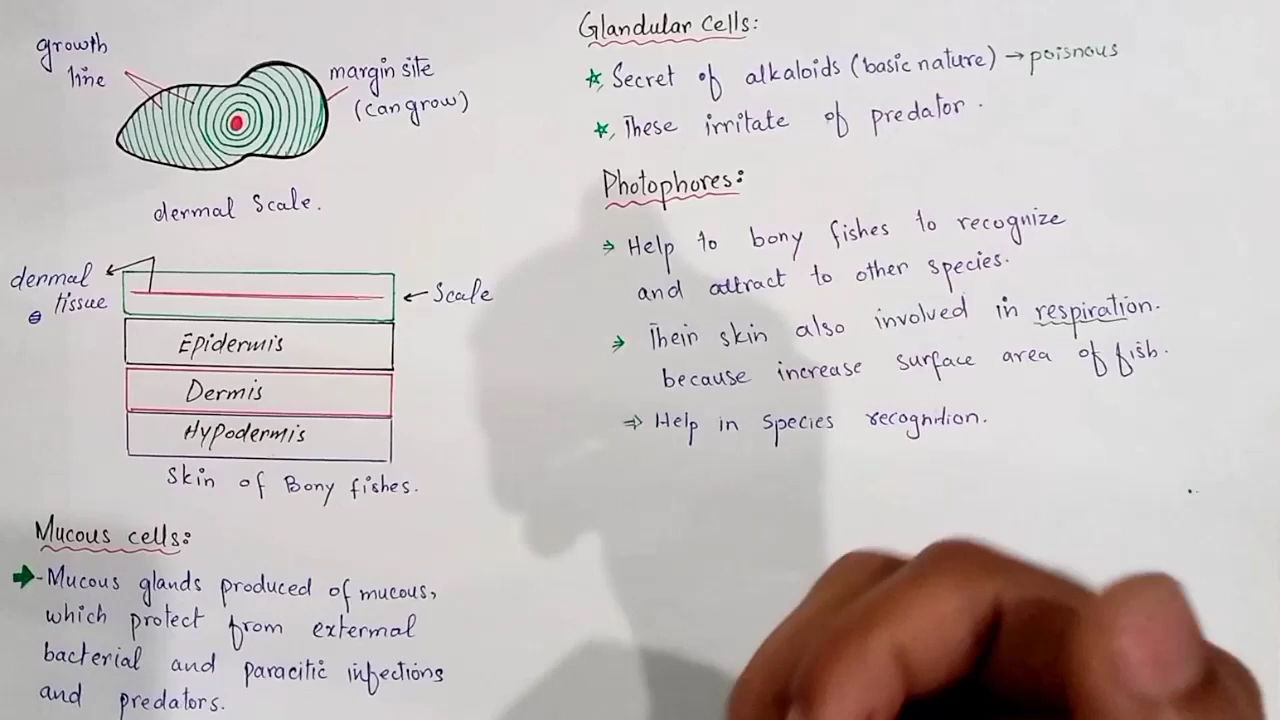 growth
line
margin site
(can grow)
dermal scale.
dermal
tissue
Scale
Epidermis
Dermis
Hypodermis
Skin of Bony fishes.
Mucous cells:
- Mucous glands produced of mucous,
which protect from extermal
bacterial and paracitic infections
and predators.
Glandular cells:
Secret of alkaloids (basic nature) → poisnous
These irritate of predator.
Photophores:
⇒ Help to bony fishes to recognize
and attract to other species.
⇒ Their skin also involved in respiration.
because increase surface area of fish.
⇒ Help in species recognition.